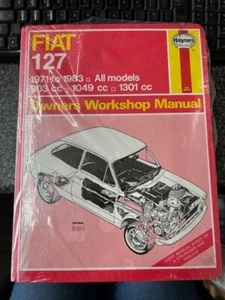 FIAT
127
Haynes
1971 to 1983 □ All models
903 cc □ 1049 cc □ 1301 cc
Owners Workshop Manual